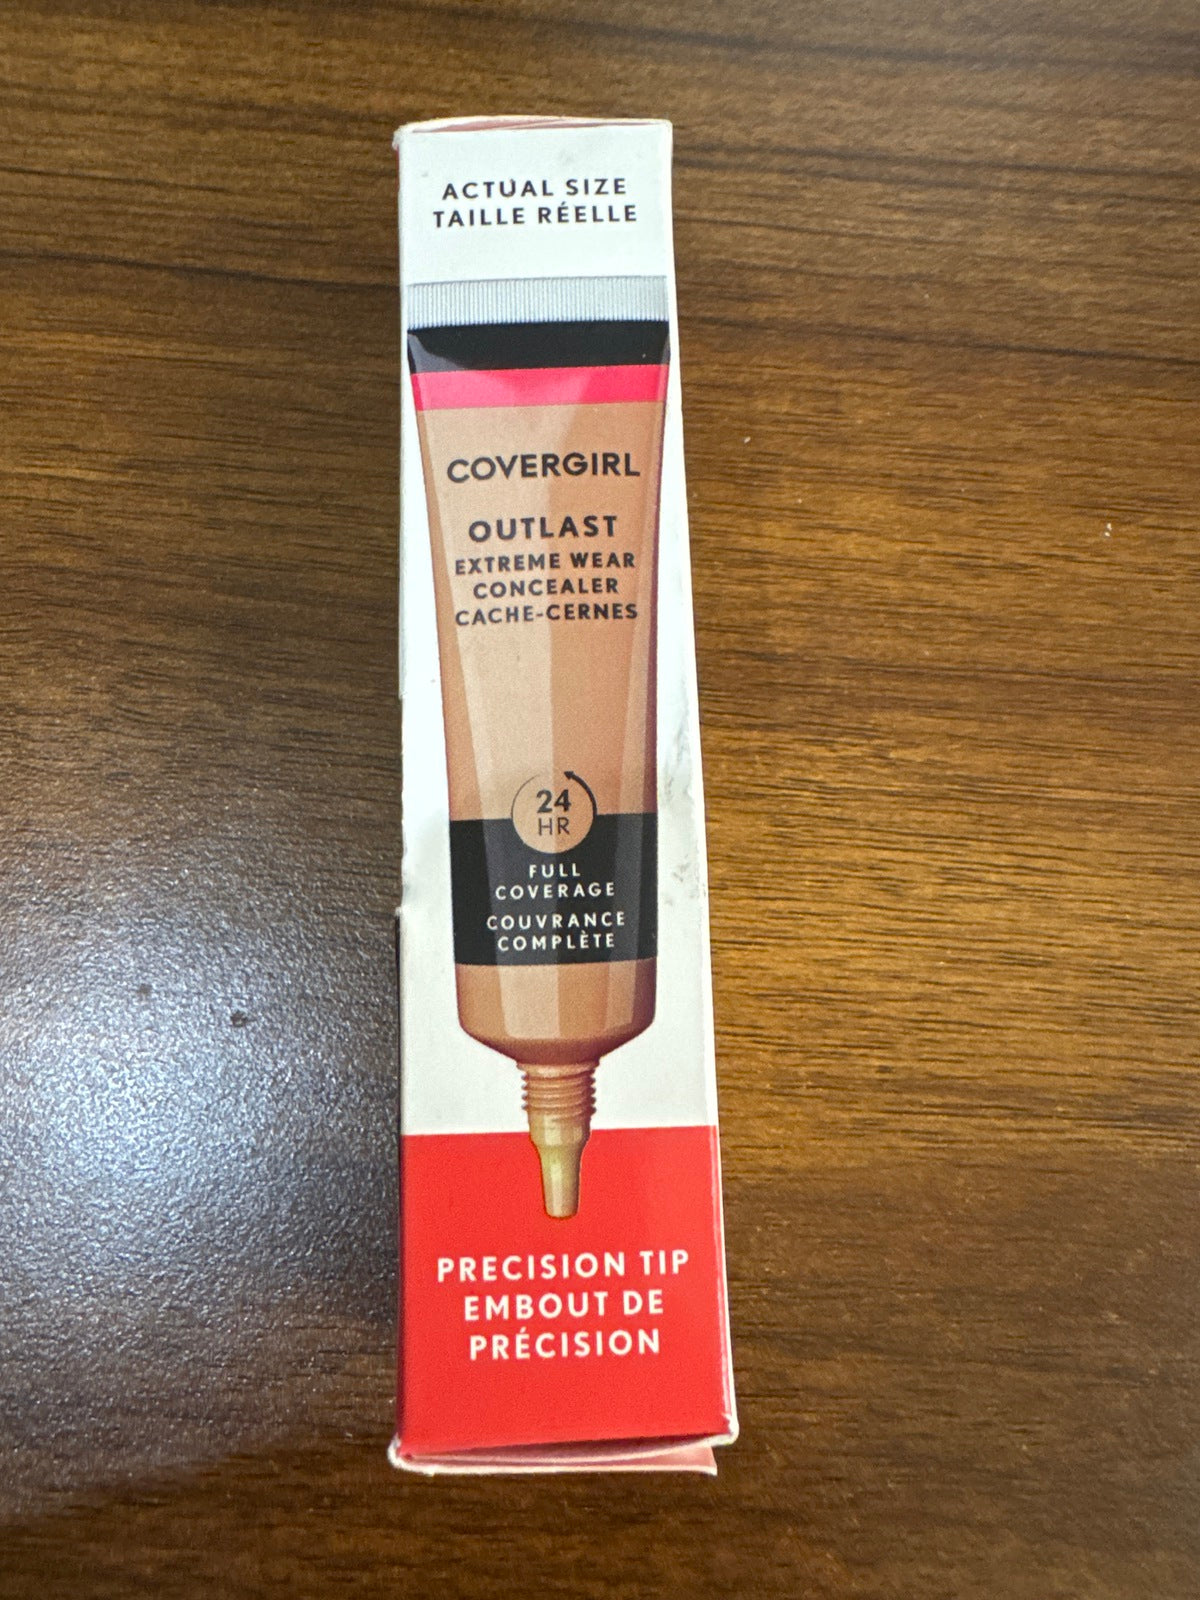 ACTUAL SIZE
TAILLE RÉELLE
COVERGIRL
OUTLAST
EXTREME WEAR
CONCEALER
CACHE-CERNES
24
HR
FULL
COVERAGE
COUVRANCE
COMPLÈTE
PRECISION TIP
EMBOUT DE
PRÉCISION